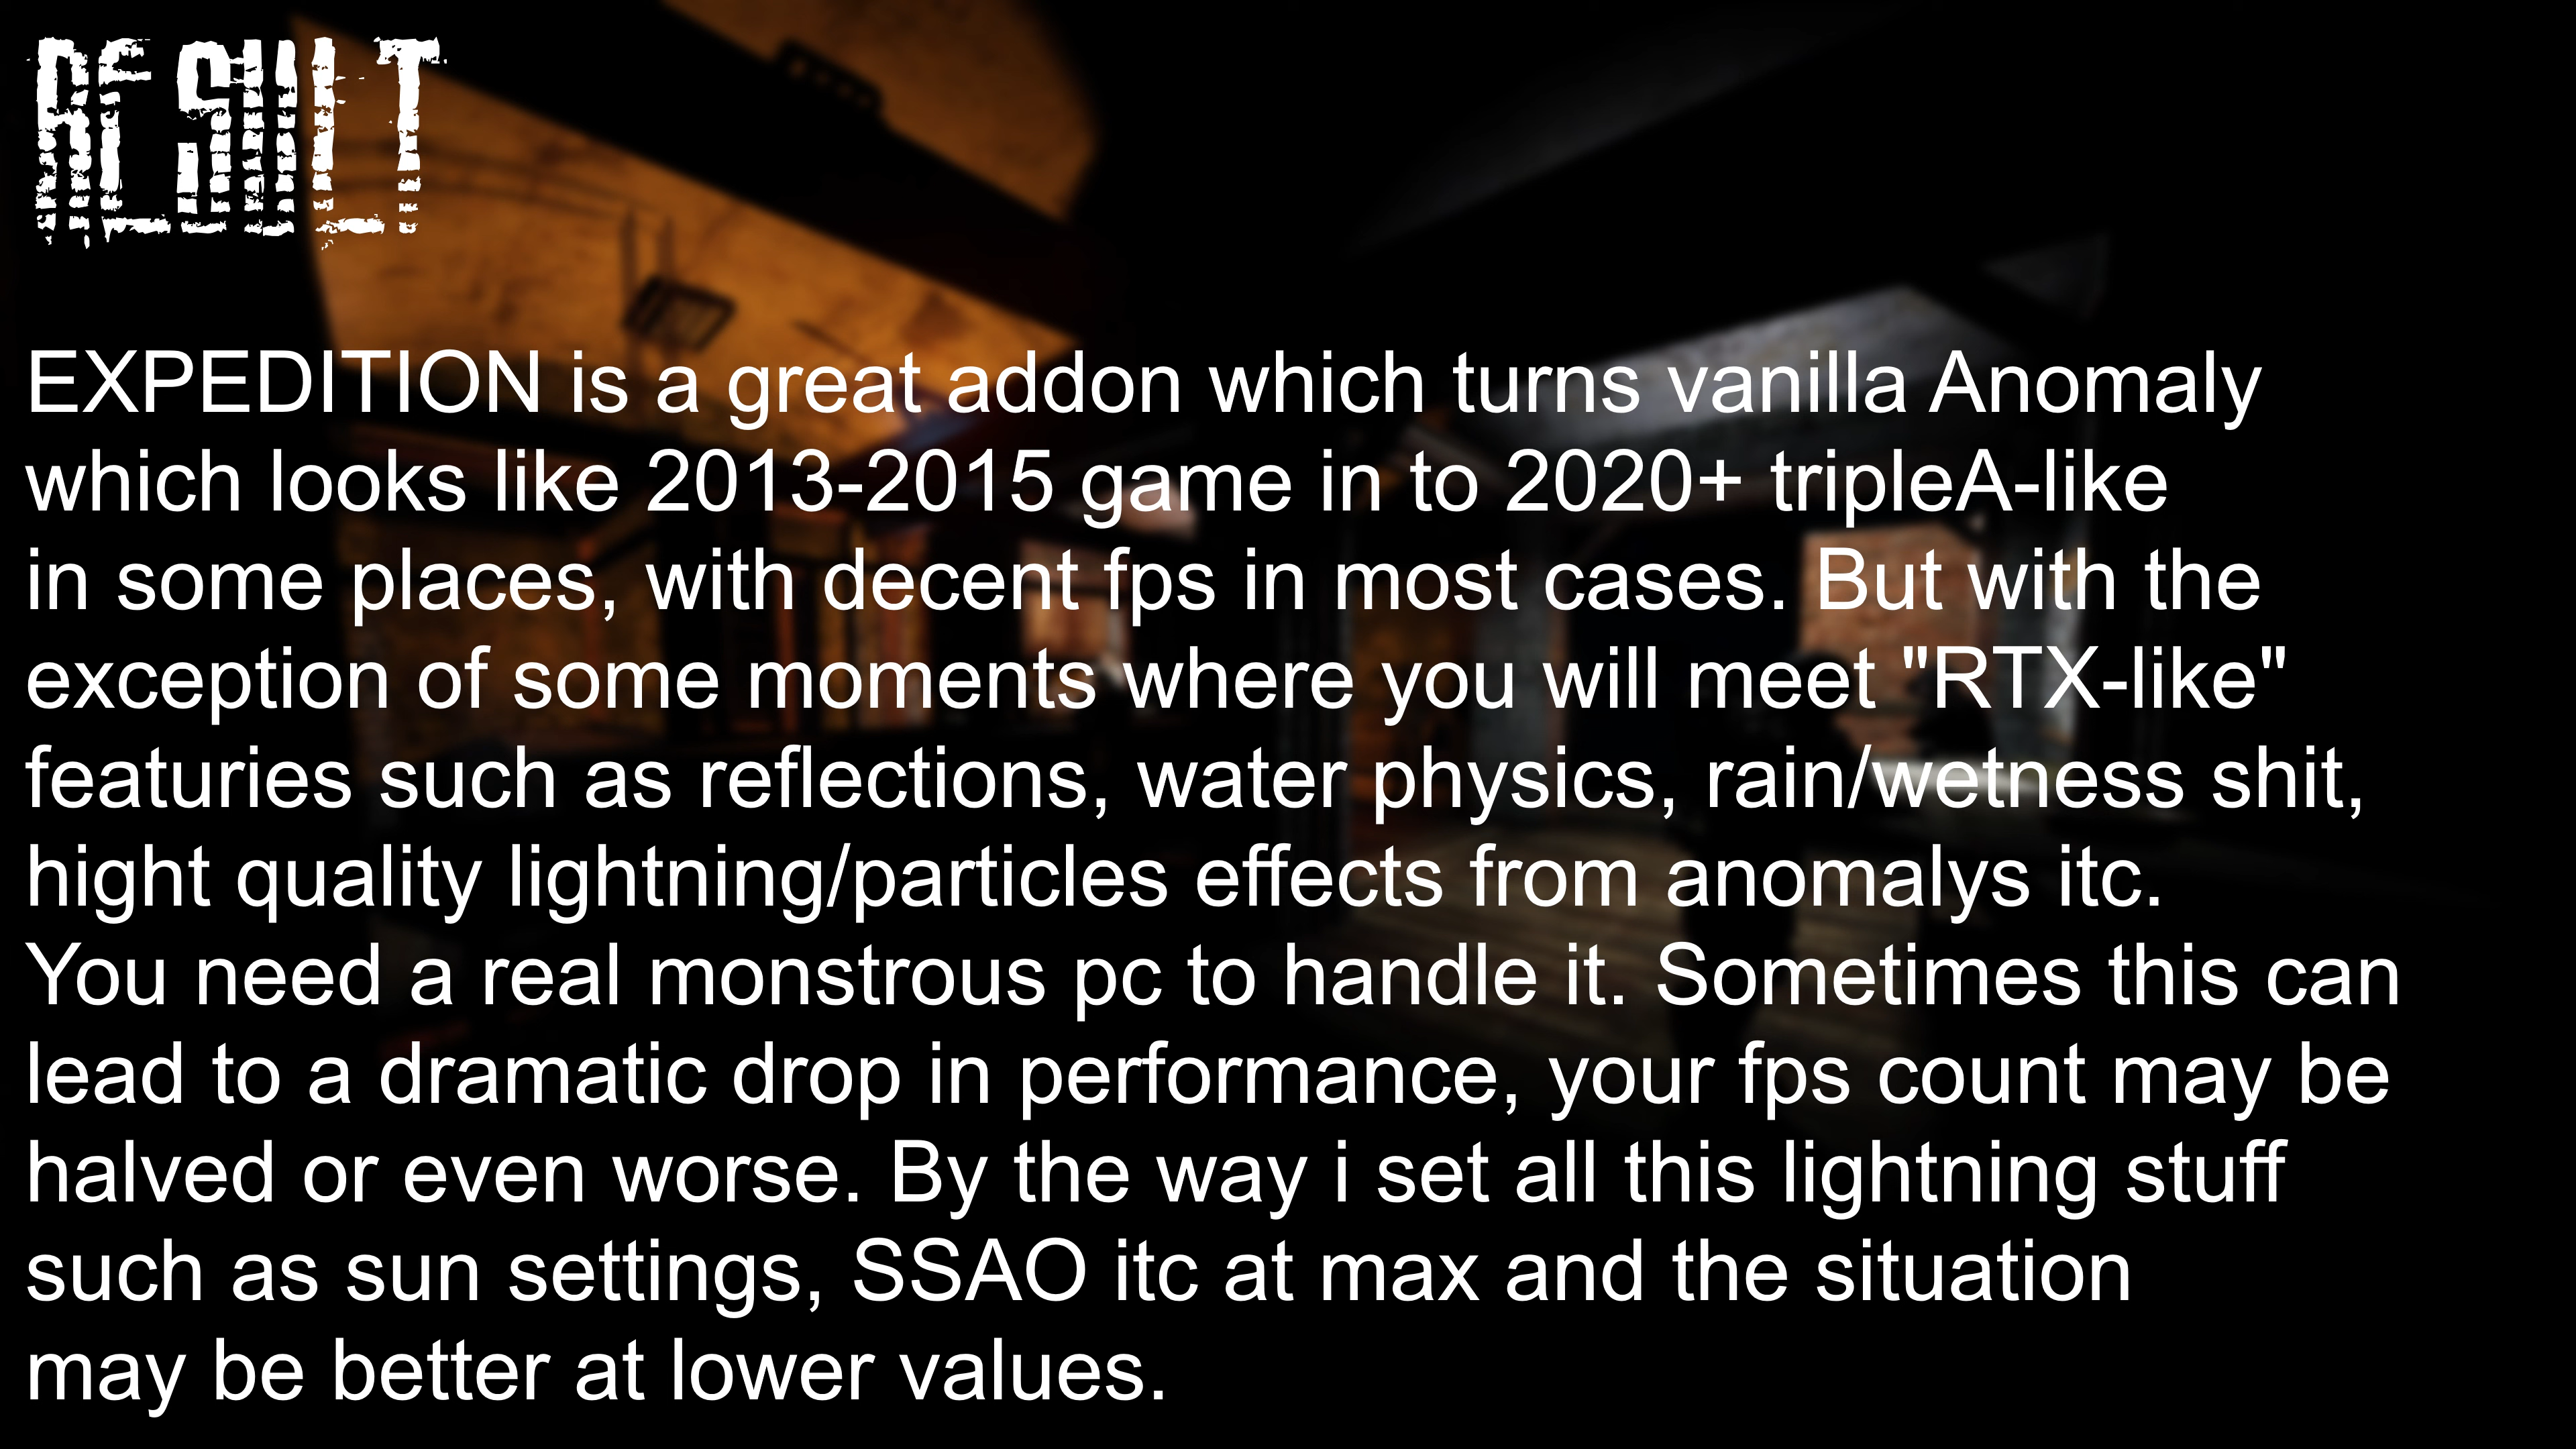 RESULT
EXPEDITION is a great addon which turns vanilla Anomaly
which looks like 2013-2015 game in to 2020+ tripleA-like
in some places, with decent fps in most cases. But with the
exception of some moments where you will meet "RTX-like"
featuries such as reflections, water physics, rain/wetness shit,
hight quality lightning/particles effects from anomalys itc.
You need a real monstrous pc to handle it. Sometimes this can
lead to a dramatic drop in performance, your fps count may be
halved or even worse. By the way i set all this lightning stuff
such as sun settings, SSAO itc at max and the situation
may be better at lower values.